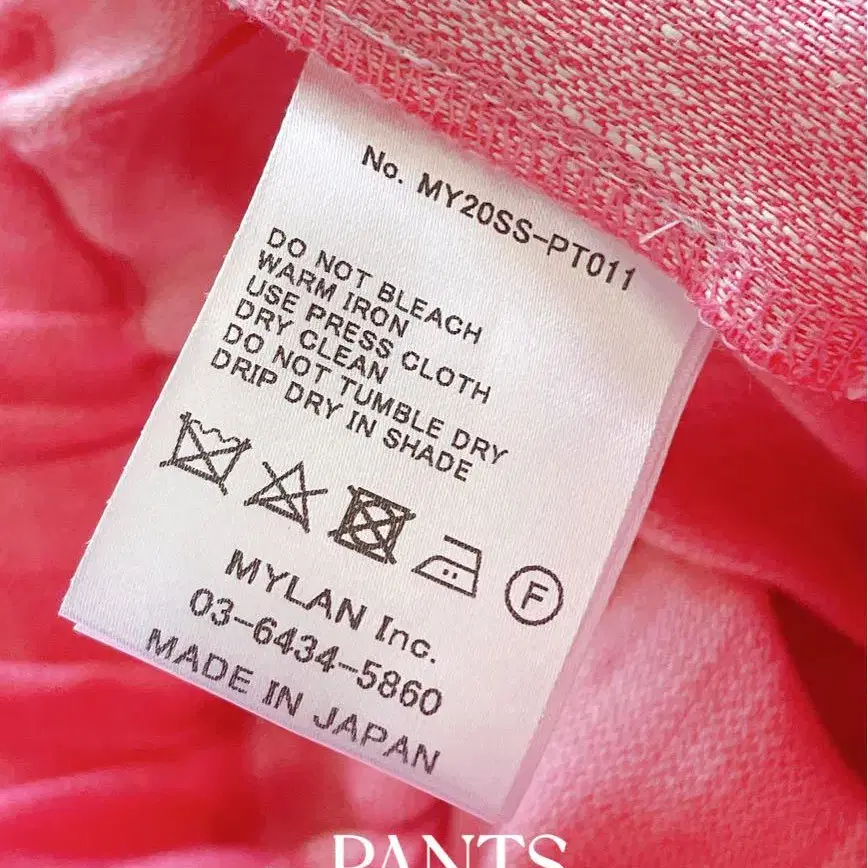 No. MY20SS-PT011
DO NOT BLEACH
WARM IRON
USE PRESS CLOTH
DRY CLEAN
DO NOT TUMBLE DRY
DRIP DRY IN SHADE
F
MYLAN Inc.
03-6434-5860
MADE IN JAPAN
PANTS